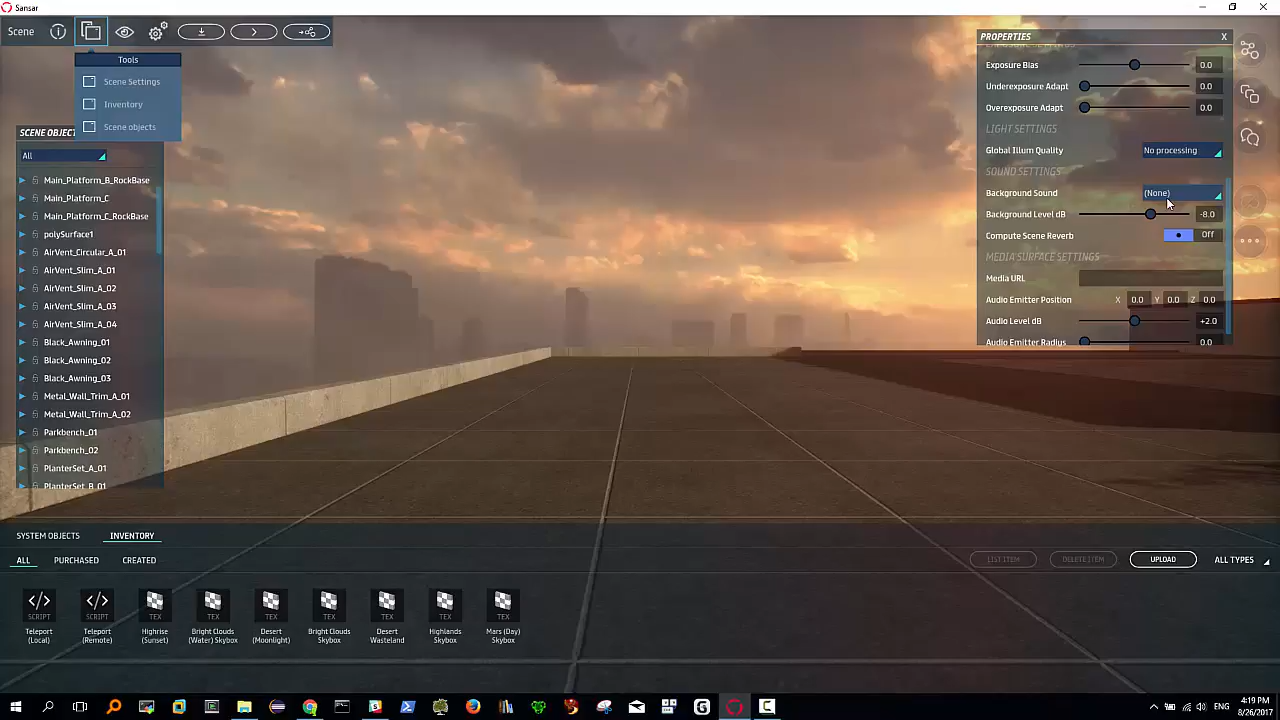 Sansar
Scene
Tools
Scene Settings
Inventory
Scene objects
SCENE OBJE
All
Main_Platform_B_RockBase
Main_Platform_C
Main_Platform_C_RockBase
polySurface1
AirVent_Circular_A_01
AirVent_Slim_A_01
AirVent_Slim_A_02
AirVent_Slim_A_03
AirVent_Slim_A_04
Black_Awning_01
Black_Awning_02
Black_Awning_03
Metal_Wall_Trim_A_01
Metal_Wall_Trim_A_02
Parkbench_01
Parkbench_02
PlanterSet_A_01
PlanterSet_B_01
PROPERTIES X
EXPOSURE SETTINGS
Exposure Bias 0.0
Underexposure Adapt 0.0
Overexposure Adapt 0.0
LIGHT SETTINGS
Global Illum Quality No processing
SOUND SETTINGS
Background Sound (None)
Background Level dB -8.0
Compute Scene Reverb Off
MEDIA SURFACE SETTINGS
Media URL
Audio Emitter Position X 0.0 Y 0.0 Z 0.0
Audio Level dB +2.0
Audio Emitter Radius 0.0
SYSTEM OBJECTS INVENTORY
ALL PURCHASED CREATED
LIST ITEM DELETE ITEM UPLOAD ALL TYPES
SCRIPT SCRIPT TEX TEX TEX TEX TEX TEX TEX
Teleport (Local)
Teleport (Remote)
Highrise (Sunset)
Bright Clouds (Water) Skybox
Desert (Moonlight)
Bright Clouds Skybox
Desert Wasteland
Highlands Skybox
Mars (Day) Skybox
ENG
4:19 PM
8/26/2017